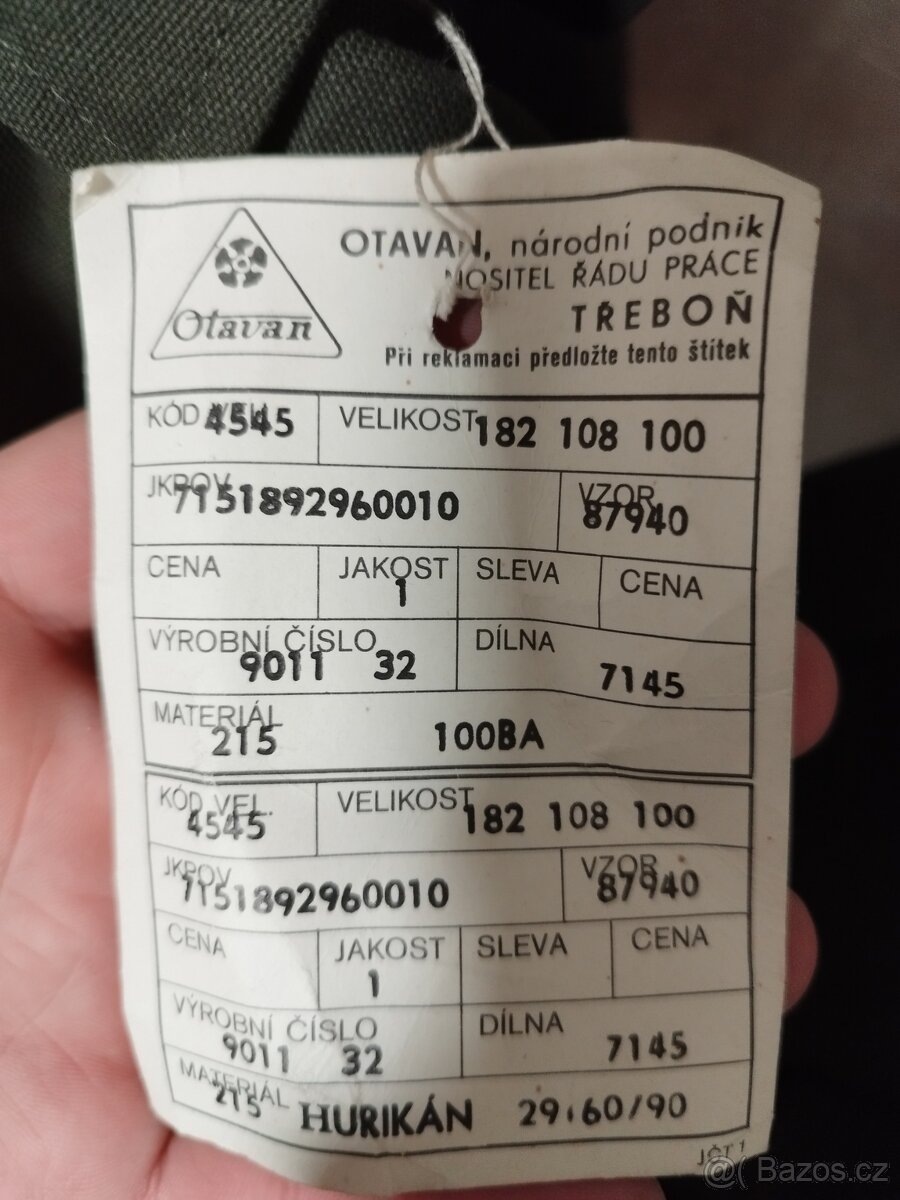 Otavan
OTAVAN, národní podnik
NOSITEL ŘÁDU PRÁCE
TŘEBOŇ
Při reklamaci předložte tento štítek
KÓD VEL. 4545 VELIKOST 182 108 100
JKPOV 7151892960010 VZOR 87940
CENA JAKOST 1 SLEVA CENA
VÝROBNÍ ČÍSLO 9011 32 DÍLNA 7145
MATERIÁL 215 100BA
KÓD VEL. 4545 VELIKOST 182 108 100
JKPOV 7151892960010 VZOR 87940
CENA JAKOST 1 SLEVA CENA
VÝROBNÍ ČÍSLO 9011 32 DÍLNA 7145
MATERIÁL 215 HURIKÁN 29.60/90
JČT 1
Bazos.cz